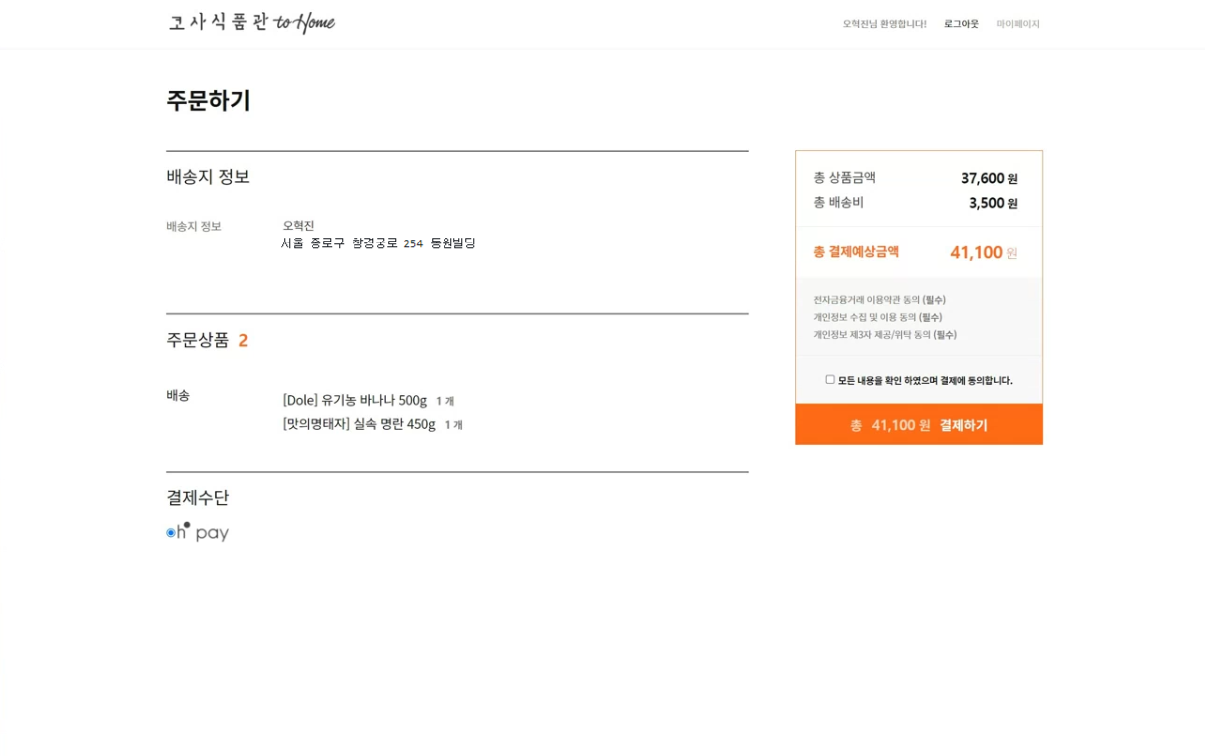 코사식품관 to Home
오혁진님 환영합니다! 로그아웃 마이페이지
주문하기
배송지 정보
배송지 정보 오혁진
서울 종로구 창경궁로 254 동원빌딩
주문상품 2
배송
[Dole] 유기농 바나나 500g 1 개
[맛의명태자] 실속 명란 450g 1 개
결제수단
h pay
총 상품금액 37,600 원
총 배송비 3,500 원
총 결제예상금액 41,100 원
전자금융거래 이용약관 동의 (필수)
개인정보 수집 및 이용 동의 (필수)
개인정보 제3자 제공/위탁 동의 (필수)
모든 내용을 확인 하였으며 결제에 동의합니다.
총 41,100 원 결제하기